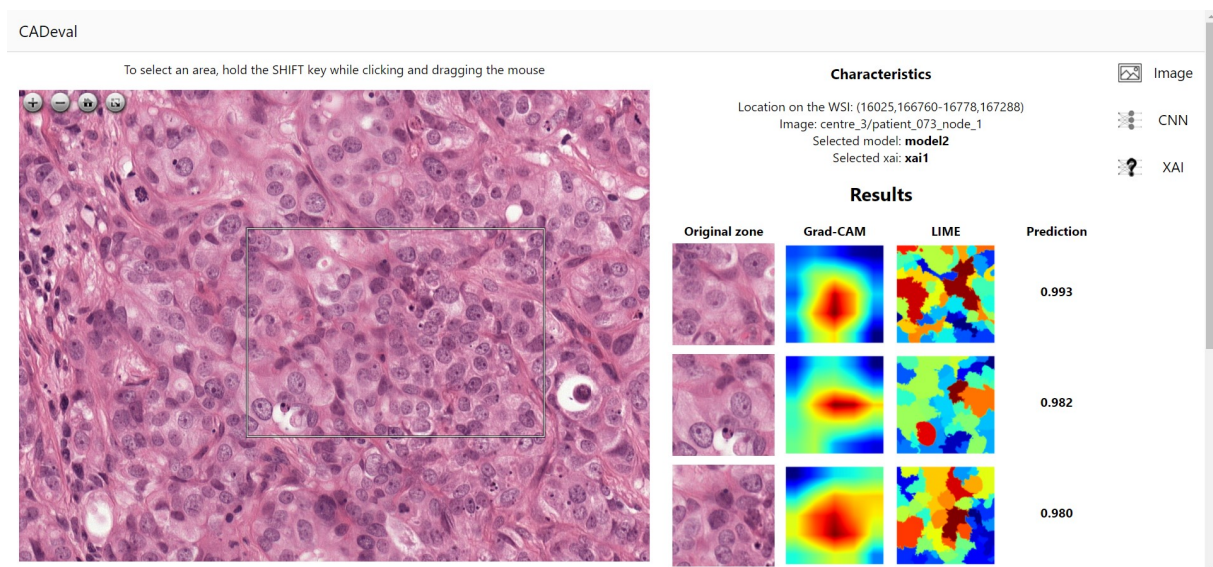 CADeval
To select an area, hold the SHIFT key while clicking and dragging the mouse
Characteristics
Location on the WSI: (16025,166760-16778,167288)
Image: centre_3/patient_073_node_1
Selected model: model2
Selected xai: xai1
Image
CNN
XAI
Results
Original zone Grad-CAM LIME Prediction
0.993
0.982
0.980